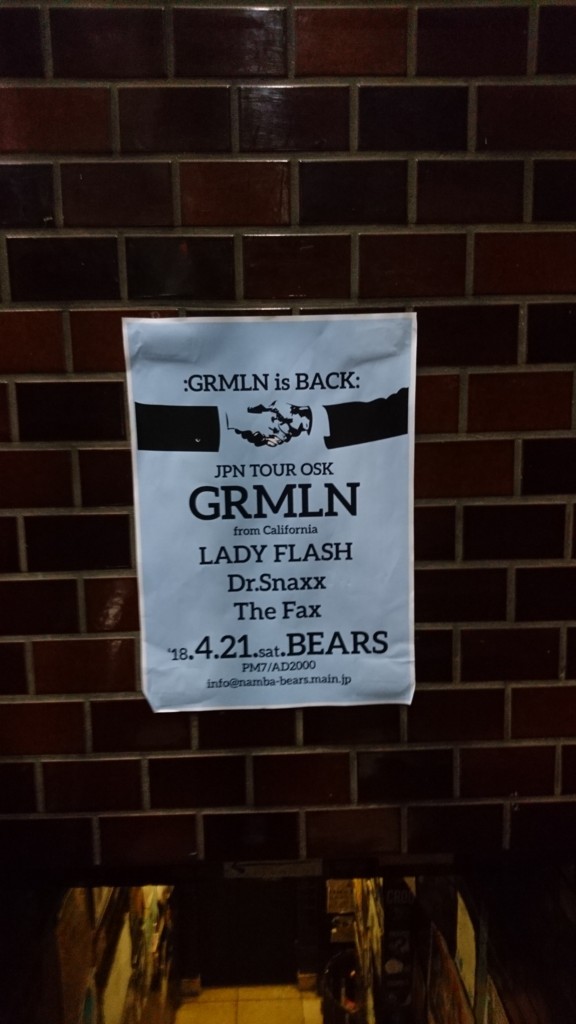 :GRMLN is BACK:
JPN TOUR OSK
GRMLN
from California
LADY FLASH
Dr.Snaxx
The Fax
'18.4.21.sat.BEARS
PM7/AD2000
info@namba-bears.main.jp